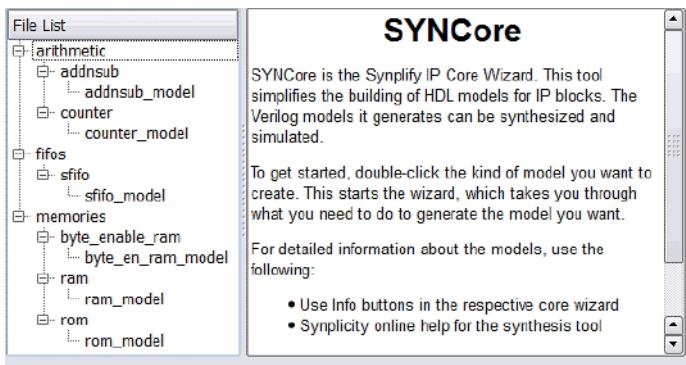 File List
arithmetic
addnsub
addnsub_model
counter
counter_model
fifos
sfifo
sfifo_model
memories
byte_enable_ram
byte_en_ram_model
ram
ram_model
rom
rom_model
SYNCore
SYNCore is the Synplify IP Core Wizard. This tool
simplifies the building of HDL models for IP blocks. The
Verilog models it generates can be synthesized and
simulated.
To get started, double-click the kind of model you want to
create. This starts the wizard, which takes you through
what you need to do to generate the model you want.
For detailed information about the models, use the
following:
• Use Info buttons in the respective core wizard
• Synplicity online help for the synthesis tool